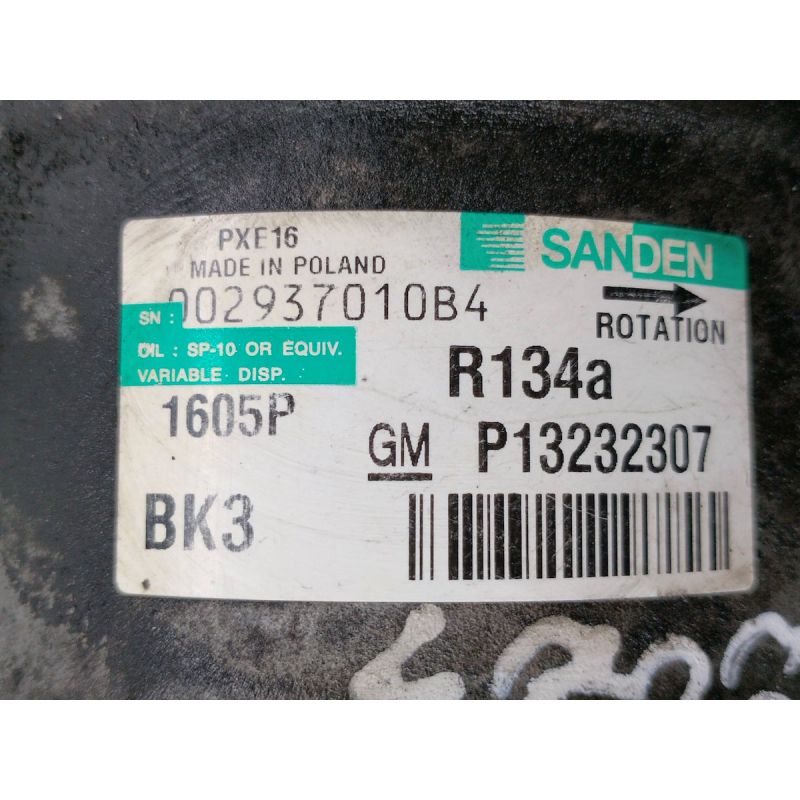 PXE16
MADE IN POLAND
SANDEN
SN : 002937010B4
ROTATION
OIL : SP-10 OR EQUIV.
VARIABLE DISP.
R134a
1605P
GM P13232307
BK3